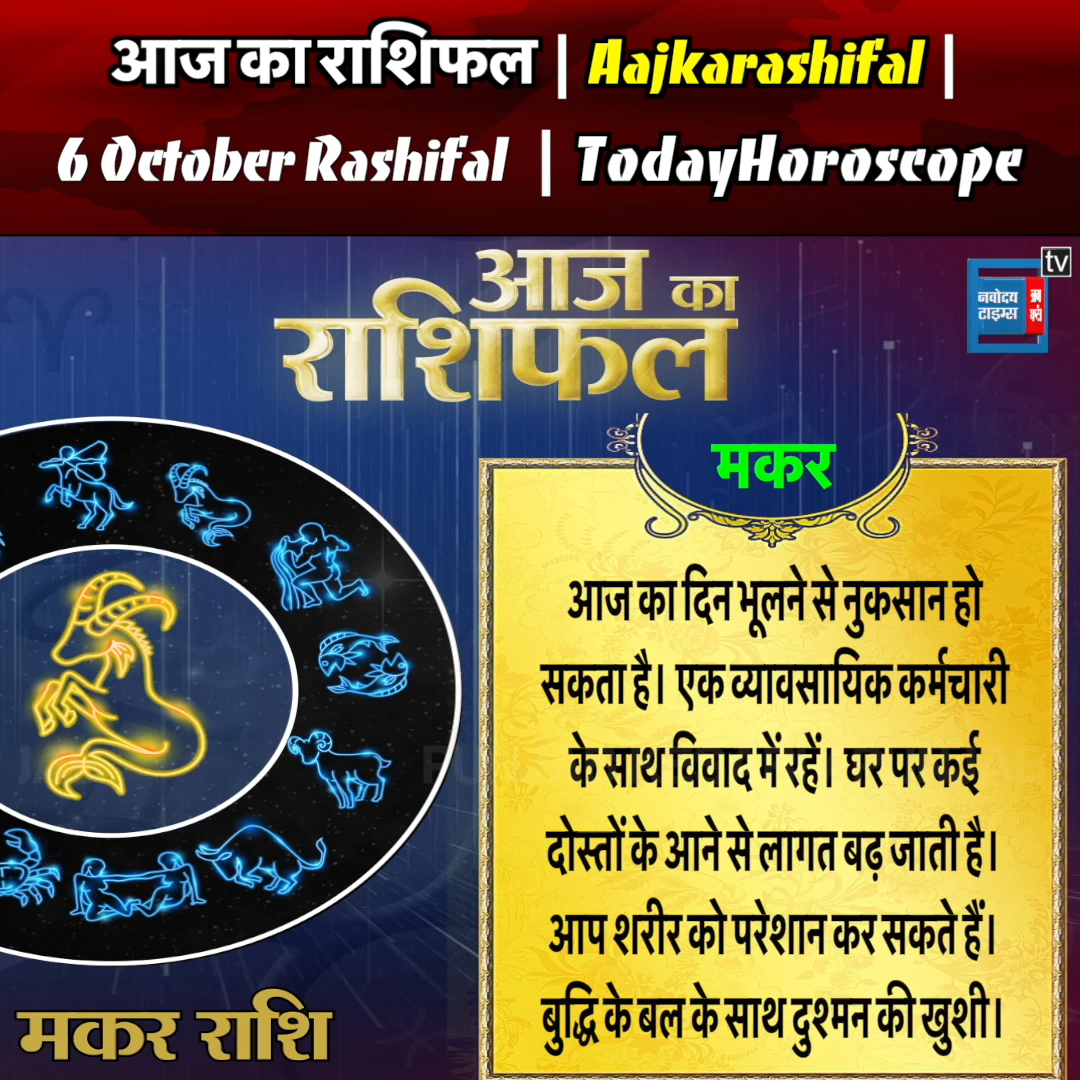 आज का राशिफल | Aajkarashifal |
6 October Rashifal | TodayHoroscope
आज का
राशिफल
tv
नवोदय
टाइम्स
मकर
आज का दिन भूलने से नुकसान हो
सकता है। एक व्यावसायिक कर्मचारी
के साथ विवाद में रहें। घर पर कई
दोस्तों के आने से लागत बढ़ जाती है।
आप शरीर को परेशान कर सकते हैं।
बुद्धि के बल के साथ दुश्मन की खुशी।
मकर राशि